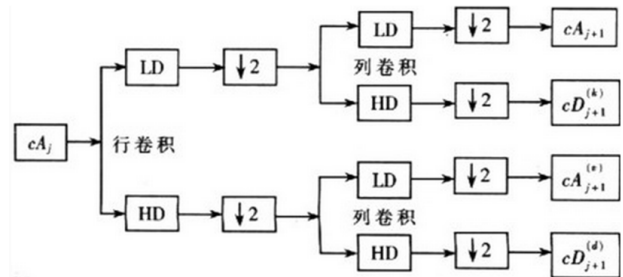 LD ↓2 cA_{j+1}
LD ↓2 列卷积
HD ↓2 cD_{j+1}^{(k)}
cA_j 行卷积
LD ↓2 cA_{j+1}^{(e)}
HD ↓2 列卷积
HD ↓2 cD_{j+1}^{(d)}